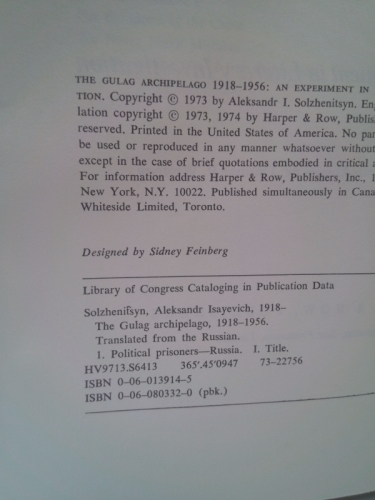 THE GULAG ARCHIPELAGO 1918–1956: AN EXPERIMENT IN
TION. Copyright © 1973 by Aleksandr I. Solzhenitsyn. Eng
lation copyright © 1973, 1974 by Harper & Row, Publish
reserved. Printed in the United States of America. No par
be used or reproduced in any manner whatsoever without
except in the case of brief quotations embodied in critical a
For information address Harper & Row, Publishers, Inc., 1
New York, N.Y. 10022. Published simultaneously in Cana
Whiteside Limited, Toronto.
Designed by Sidney Feinberg
Library of Congress Cataloging in Publication Data
Solzhenit͡syn, Aleksandr Isayevich, 1918–
The Gulag archipelago, 1918–1956.
Translated from the Russian.
1. Political prisoners—Russia. I. Title.
HV9713.S6413 365'.45'0947 73–22756
ISBN 0–06–013914–5
ISBN 0–06–080332–0 (pbk.)